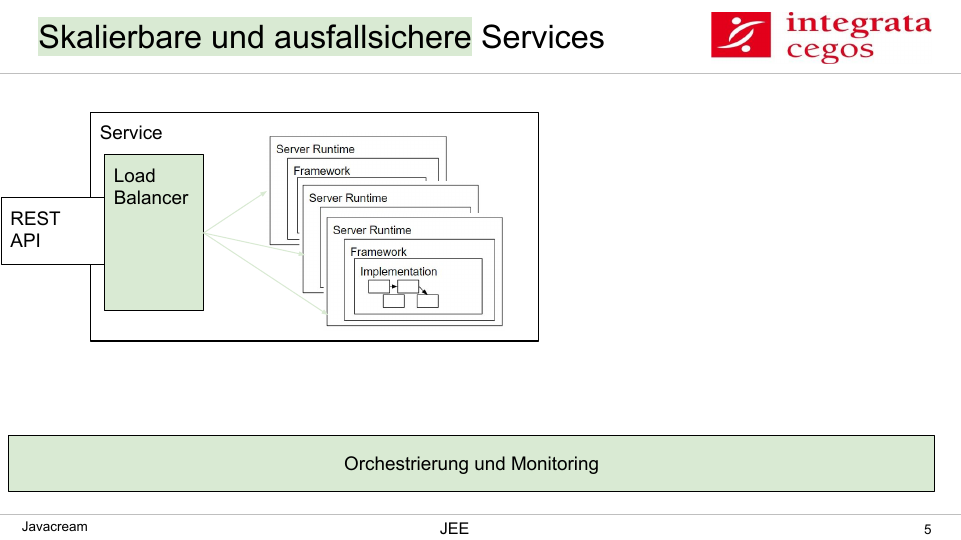 Skalierbare und ausfallsichere Services
integrata
cegos
Service
Load
Balancer
REST
API
Server Runtime
Framework
Server Runtime
Server Runtime
Framework
Implementation
Orchestrierung und Monitoring
Javacream
JEE
5